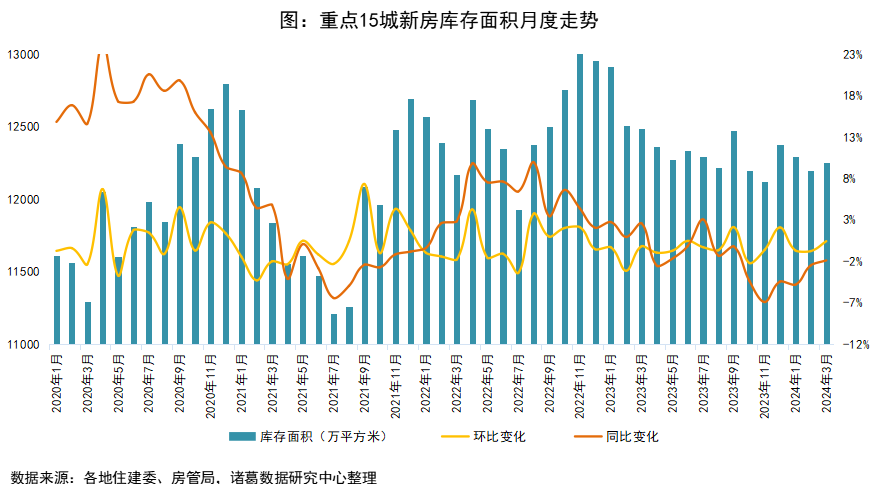 图：重点15城新房库存面积月度走势
13000
12500
12000
11500
11000
23%
18%
13%
8%
3%
-2%
-7%
-12%
2020年1月
2020年3月
2020年5月
2020年7月
2020年9月
2020年11月
2021年1月
2021年3月
2021年5月
2021年7月
2021年9月
2021年11月
2022年1月
2022年3月
2022年5月
2022年7月
2022年9月
2022年11月
2023年1月
2023年3月
2023年5月
2023年7月
2023年9月
2023年11月
2024年1月
2024年3月
库存面积（万平方米） 环比变化 同比变化
数据来源：各地住建委、房管局，诸葛数据研究中心整理